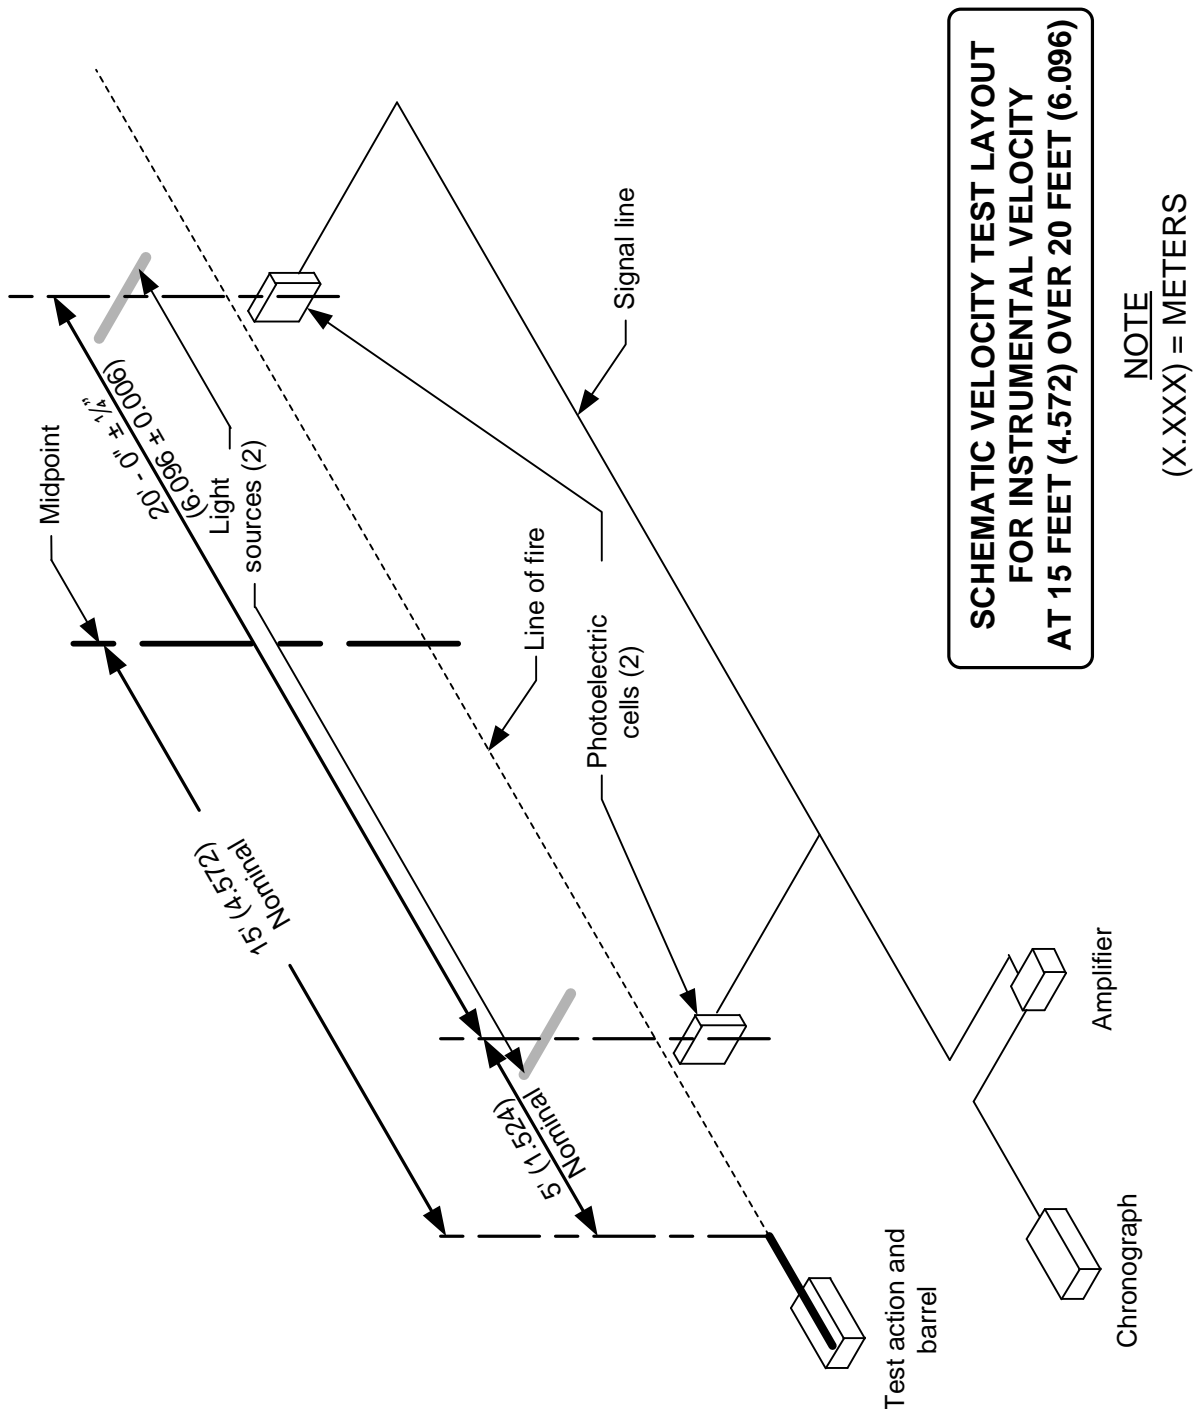 Midpoint
20' - 0" ± ¼"
(6.096 ± 0.006)
Light
sources (2)
15' (4.572)
Nominal
5' (1.524)
Nominal
Line of fire
Signal line
Photoelectric
cells (2)
Test action and
barrel
Amplifier
Chronograph
SCHEMATIC VELOCITY TEST LAYOUT
FOR INSTRUMENTAL VELOCITY
AT 15 FEET (4.572) OVER 20 FEET (6.096)
NOTE
(X.XXX) = METERS